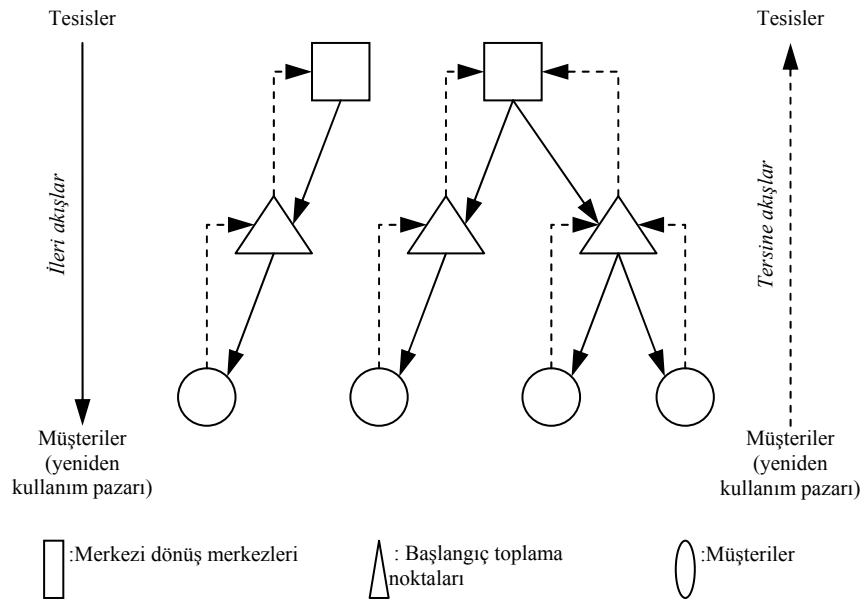 Tesisler
Tesisler
İleri akışlar
Tersine akışlar
Müşteriler
(yeniden
kullanım pazarı)
Müşteriler
(yeniden
kullanım pazarı)
:Merkezi dönüş merkezleri
: Başlangıç toplama
noktaları
:Müşteriler